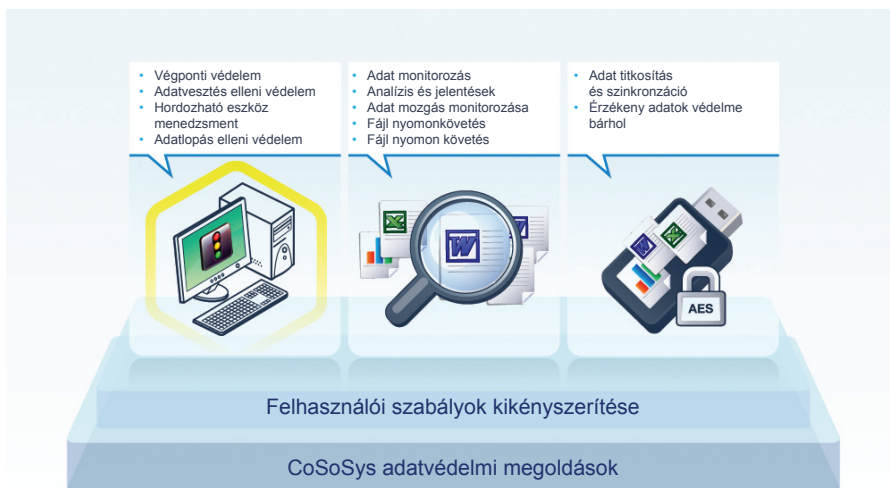 Végponti védelem
Adatvesztés elleni védelem
Hordozható eszköz
menedzsment
Adatlopás elleni védelem
Adat monitorozás
Analízis és jelentések
Adat mozgás monitorozása
Fájl nyomonkövetés
Fájl nyomon követés
Adat titkosítás
és szinkronzáció
Érzékeny adatok védelme
bárhol
W
W
W
AES
Felhasználói szabályok kikényszerítése
CoSoSys adatvédelmi megoldások